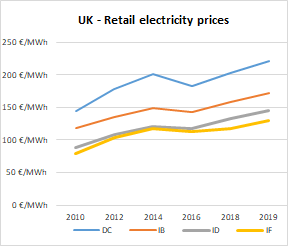 UK - Retail electricity prices
250 €/MWh
200 €/MWh
150 €/MWh
100 €/MWh
50 €/MWh
0 €/MWh
2010 2012 2014 2016 2018 2019
DC IB ID IF